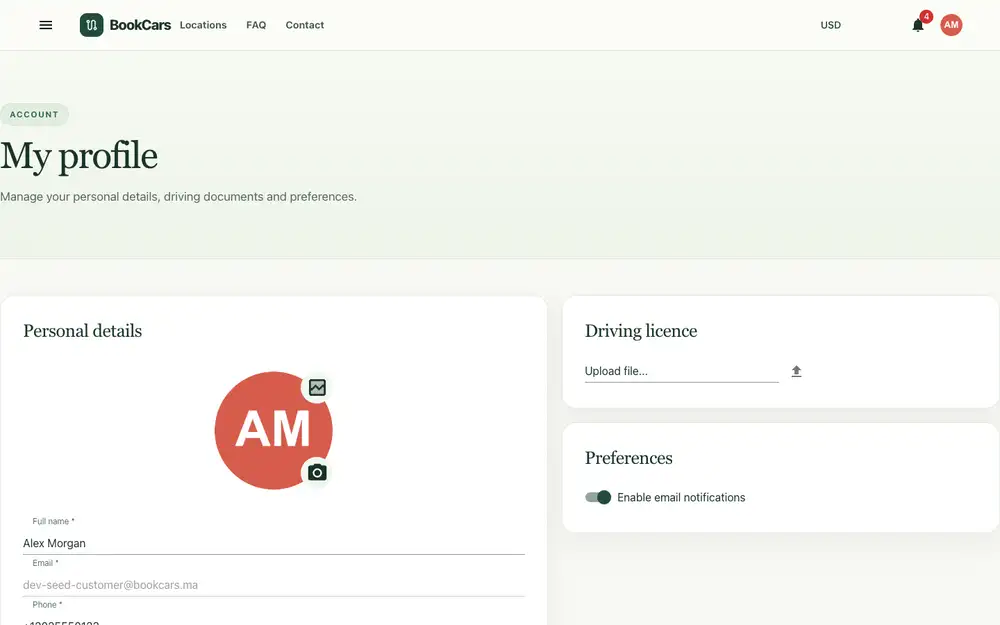 BookCars Locations FAQ Contact USD 4 AM
ACCOUNT
My profile
Manage your personal details, driving documents and preferences.
Personal details
AM
Full name *
Alex Morgan
Email *
dev-seed-customer@bookcars.ma
Phone *
Driving licence
Upload file...
Preferences
Enable email notifications